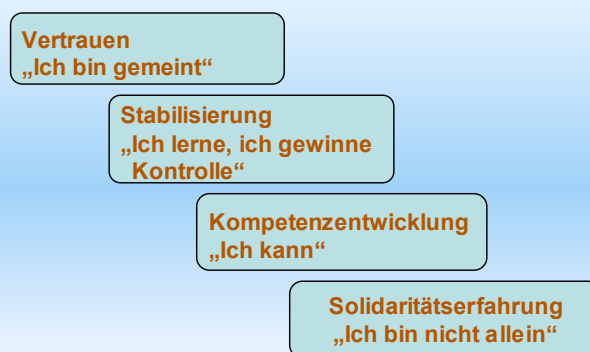 Vertrauen
„Ich bin gemeint“
Stabilisierung
„Ich lerne, ich gewinne
Kontrolle“
Kompetenzentwicklung
„Ich kann“
Solidaritätserfahrung
„Ich bin nicht allein“